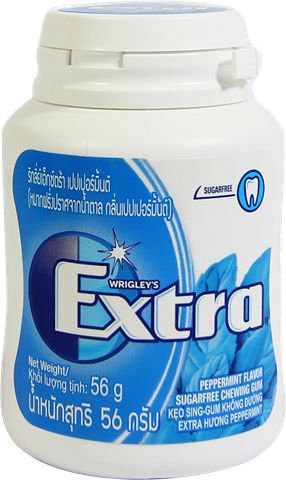 ริกลี่ย์เอ็กซ์ตร้า เปปเปอร์มิ้นต์
(หมากฝรั่งปราศจากน้ำตาล กลิ่นเปปเปอร์มิ้นต์)
SUGARFREE
WRIGLEY'S
Extra
Net Weight/
Khối lượng tịnh: 56 g
น้ำหนักสุทธิ 56 กรัม
PEPPERMINT FLAVOR
SUGARFREE CHEWING GUM
KẸO SING-GUM KHÔNG ĐƯỜNG
EXTRA HƯƠNG PEPPERMINT